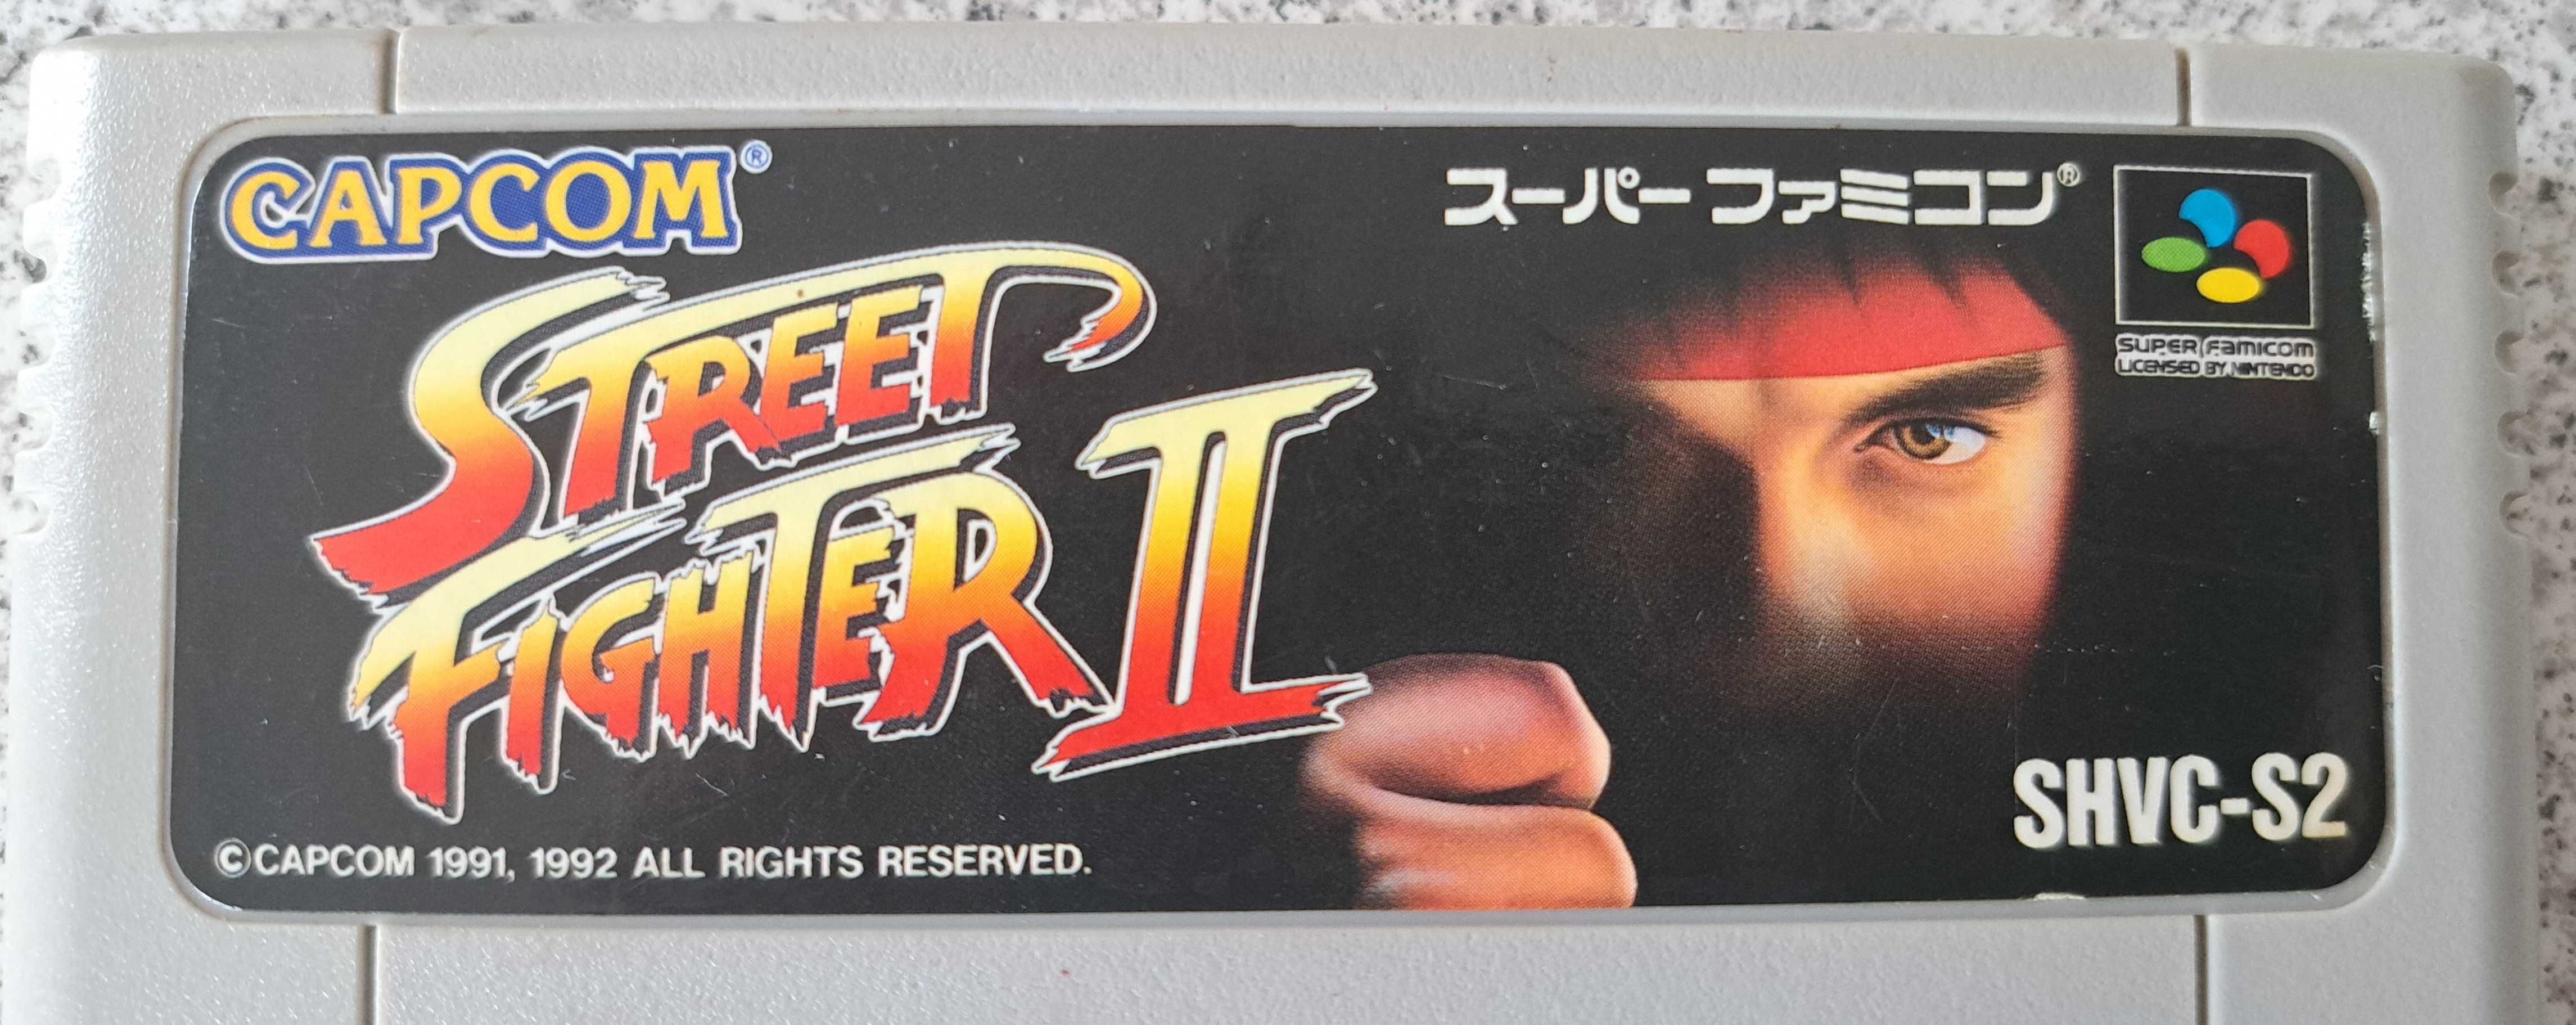 CAPCOM®
スーパーファミコン®
STREET
FIGHTER II
SUPER FAMICOM
LICENSED BY NINTENDO
SHVC-S2
©CAPCOM 1991, 1992 ALL RIGHTS RESERVED.